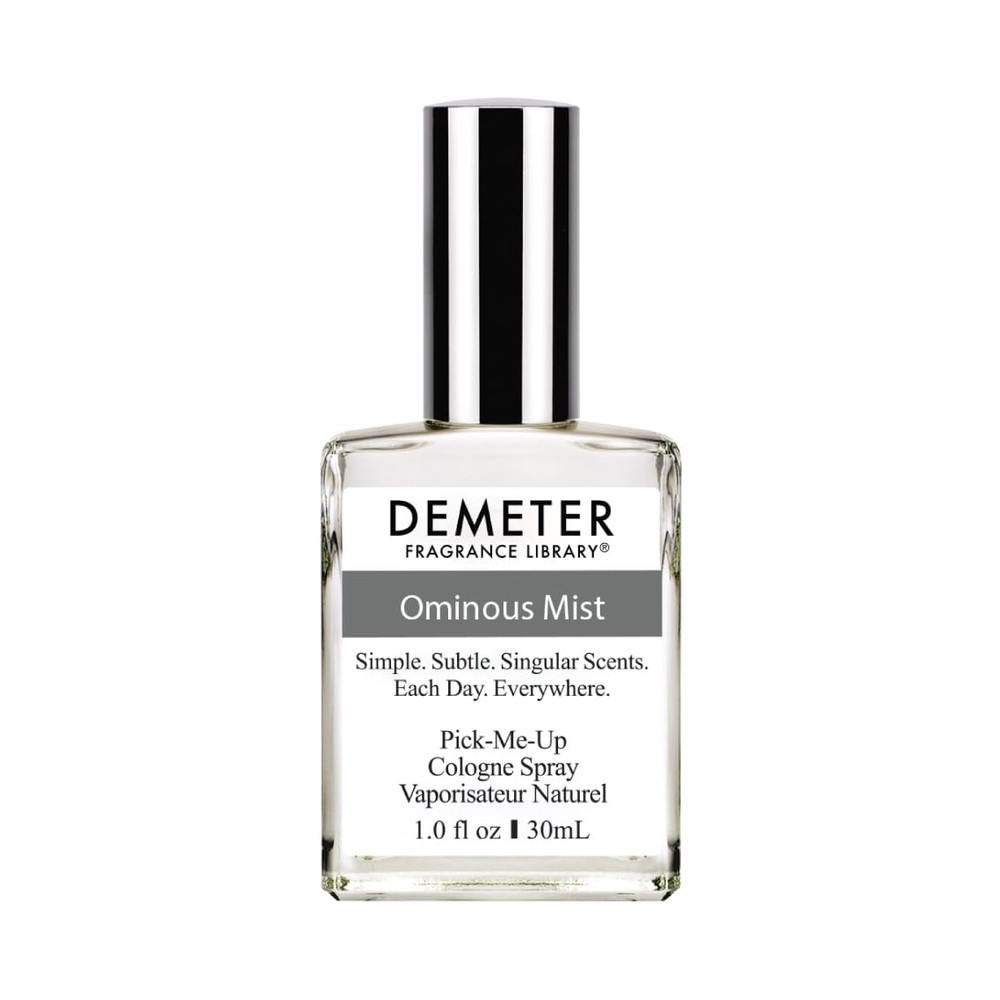 DEMETER
FRAGRANCE LIBRARY®
Ominous Mist
Simple. Subtle. Singular Scents.
Each Day. Everywhere.
Pick-Me-Up
Cologne Spray
Vaporisateur Naturel
1.0 fl oz ❚ 30mL